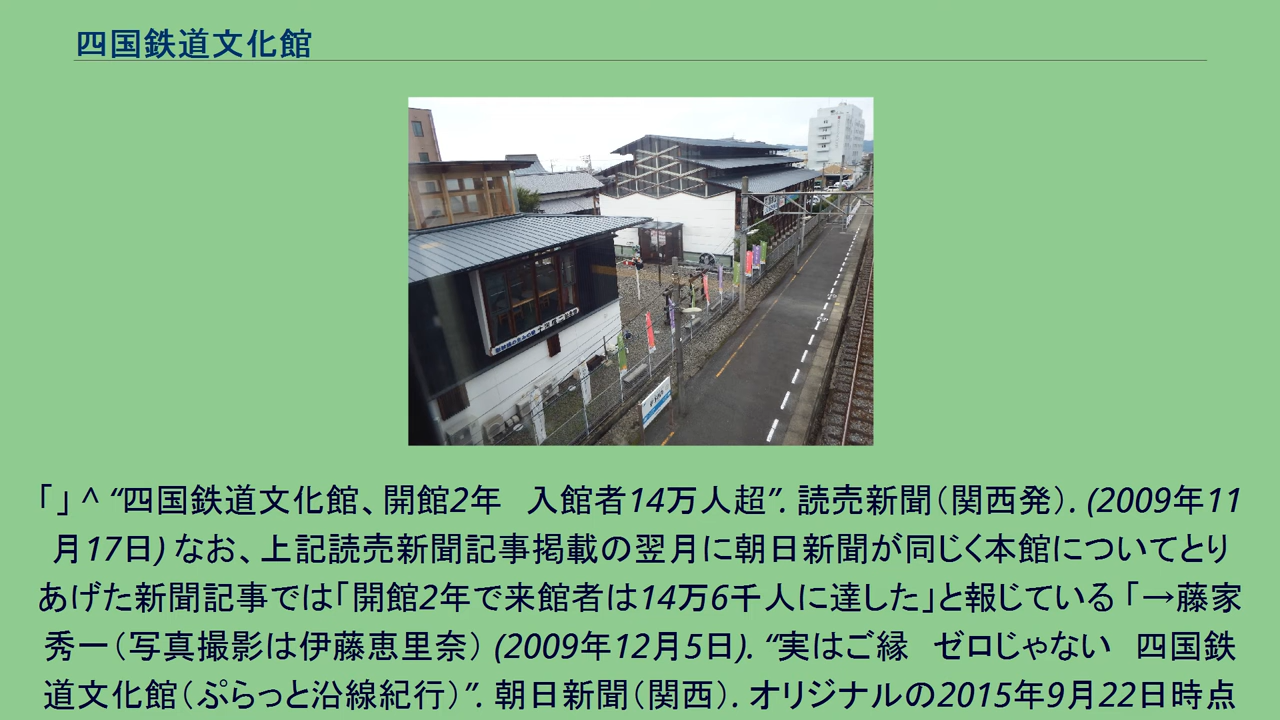 四国鉄道文化館
「」 ^ “四国鉄道文化館、開館2年　入館者14万人超”. 読売新聞（関西発）. (2009年11
月17日) なお、上記読売新聞記事掲載の翌月に朝日新聞が同じく本館についてとり
あげた新聞記事では「開館2年で来館者は14万6千人に達した」と報じている 「→藤家
秀一（写真撮影は伊藤恵里奈） (2009年12月5日). “実はご縁　ゼロじゃない　四国鉄
道文化館（ぷらっと沿線紀行）”. 朝日新聞（関西）. オリジナルの2015年9月22日時点